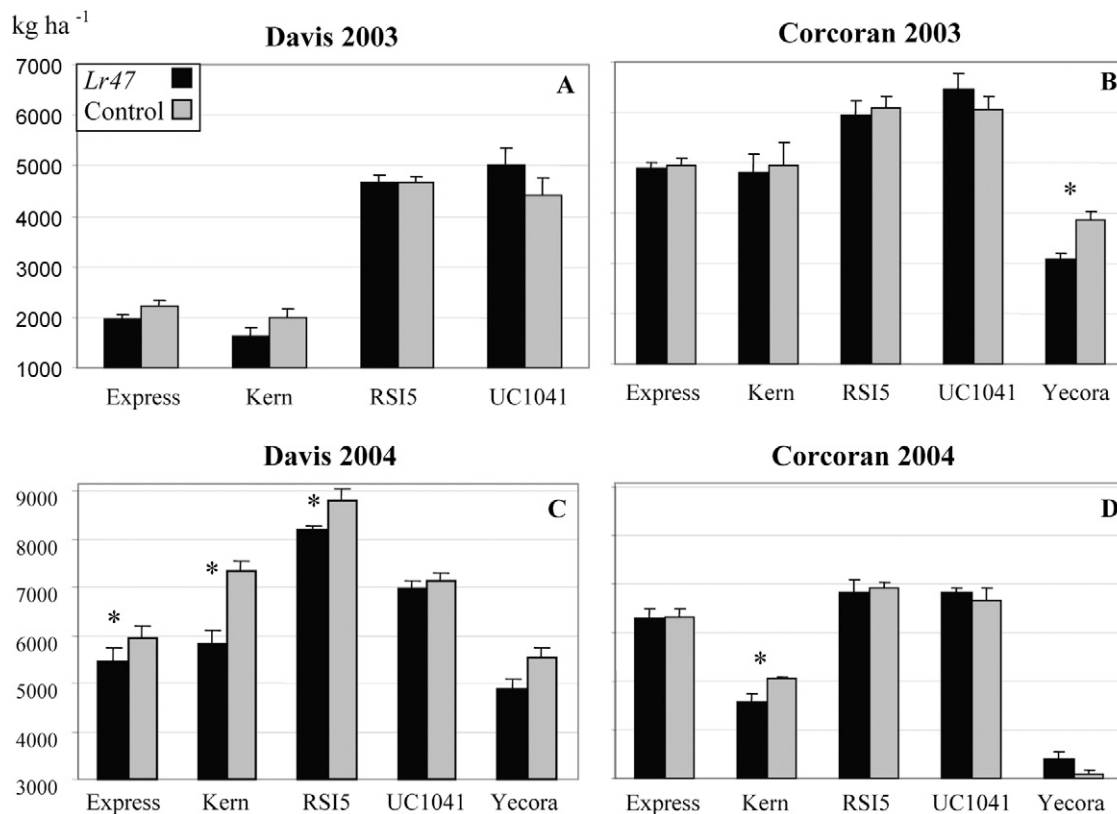 kg ha -1
Davis 2003
Corcoran 2003
7000
6000
5000
4000
3000
2000
1000
Lr47
Control
A
B
*
Express Kern RSI5 UC1041
Express Kern RSI5 UC1041 Yecora
Davis 2004
Corcoran 2004
9000
8000
7000
6000
5000
4000
3000
* * *
C
*
D
Express Kern RSI5 UC1041 Yecora
Express Kern RSI5 UC1041 Yecora